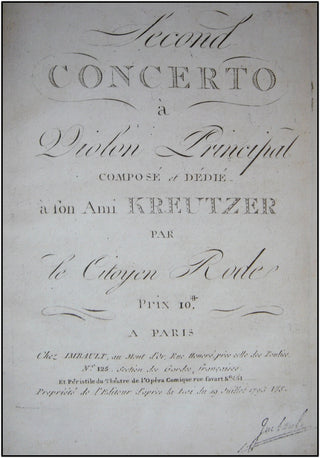 Second
CONCERTO
à
Violon Principal
COMPOSÉ et DÉDIÉ
à son Ami KREUTZER
PAR
le Citoyen Rode
Prix 10.#
A PARIS
Chez IMBAULT, au Mont d'Or, Rue Honoré, près celle des Poulies.
N.º 125. Section des Gardes françaises.
Et Péristile du Théatre de l'Opéra Comique rue favart N.º 461
Propriété de l'Editeur d'après la Loi du 19 Juillet 1793